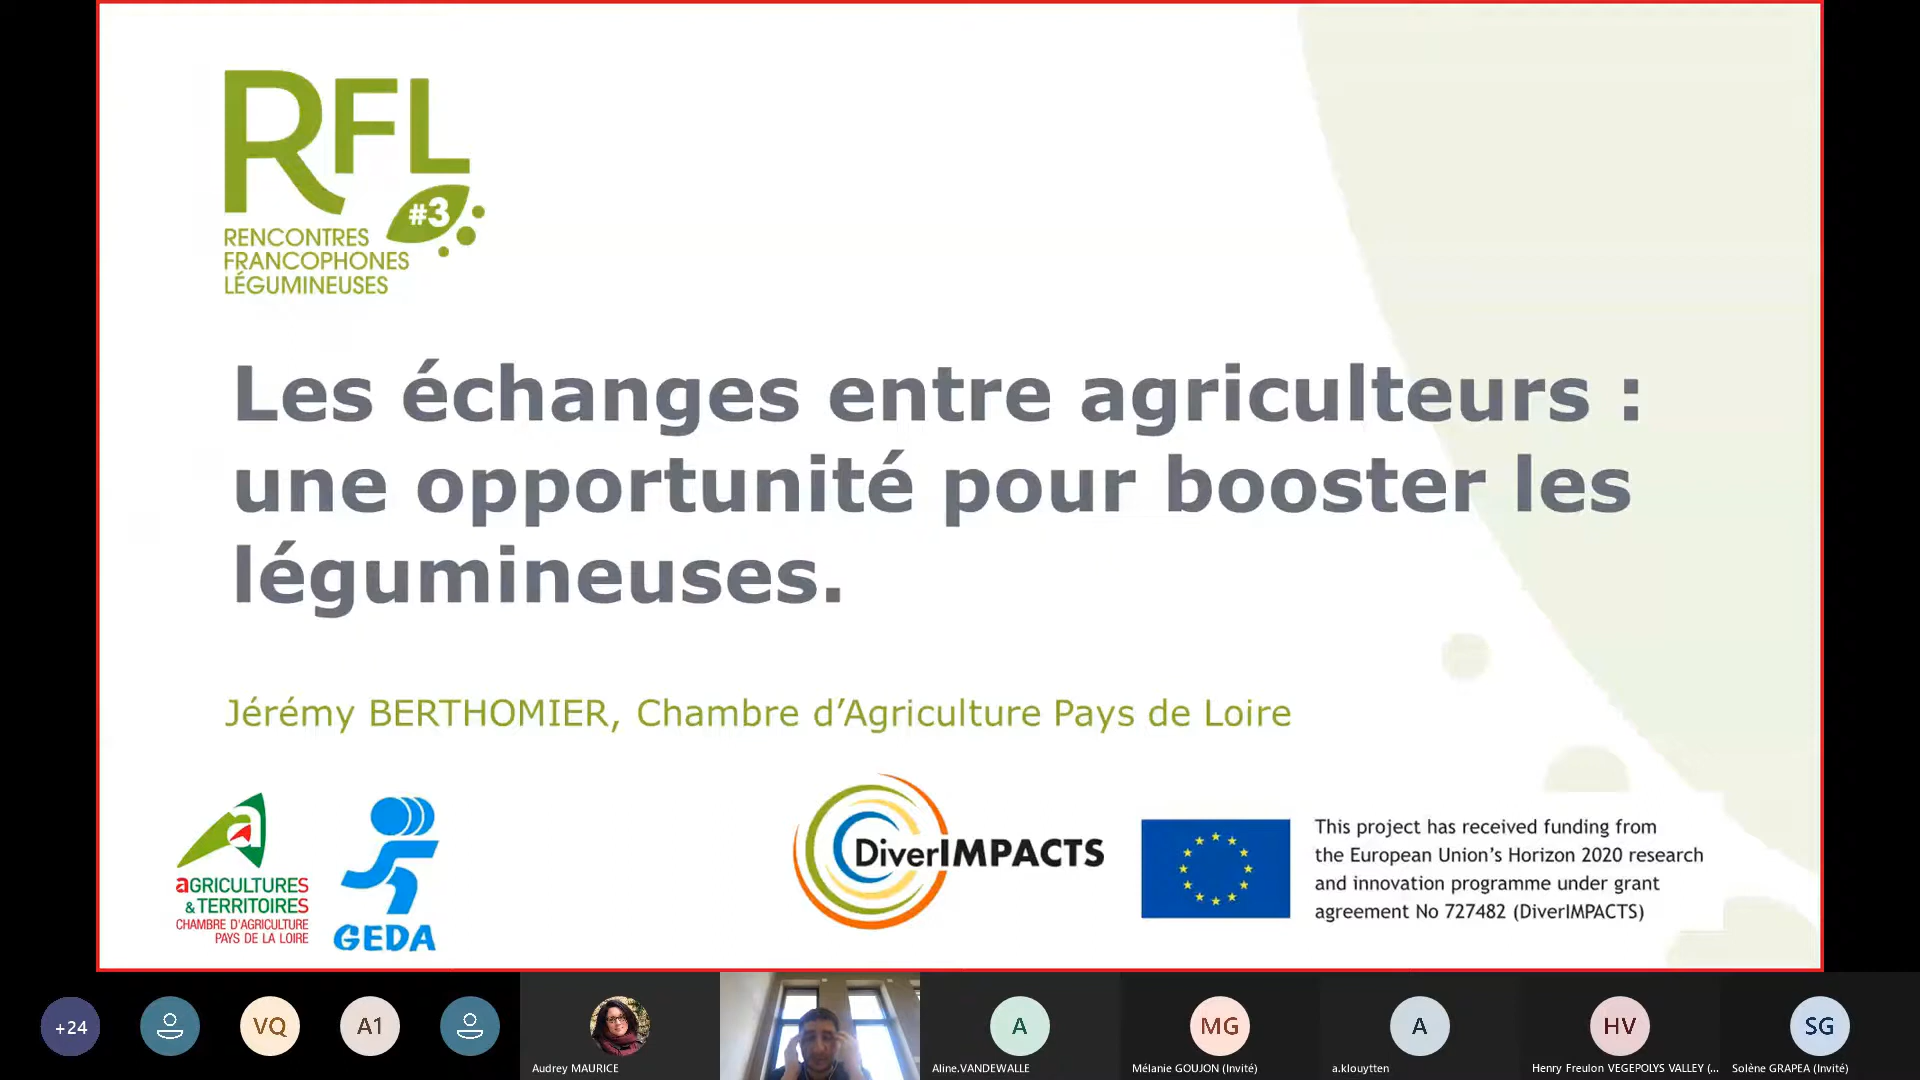 RFL
#3
RENCONTRES
FRANCOPHONES
LÉGUMINEUSES
Les échanges entre agriculteurs :
une opportunité pour booster les
légumineuses.
Jérémy BERTHOMIER, Chambre d’Agriculture Pays de Loire
a
aGRICULTURES
& TERRITOIRES
CHAMBRE D'AGRICULTURE
PAYS DE LA LOIRE
GEDA
DiverIMPACTS
This project has received funding from
the European Union’s Horizon 2020 research
and innovation programme under grant
agreement No 727482 (DiverIMPACTS)
+24
VQ
A1
Audrey MAURICE
A
Aline.VANDEWALLE
MG
Mélanie GOUJON (Invité)
A
a.klouytten
HV
Henry Freulon VEGEPOLYS VALLEY (...
SG
Solène GRAPEA (Invité)